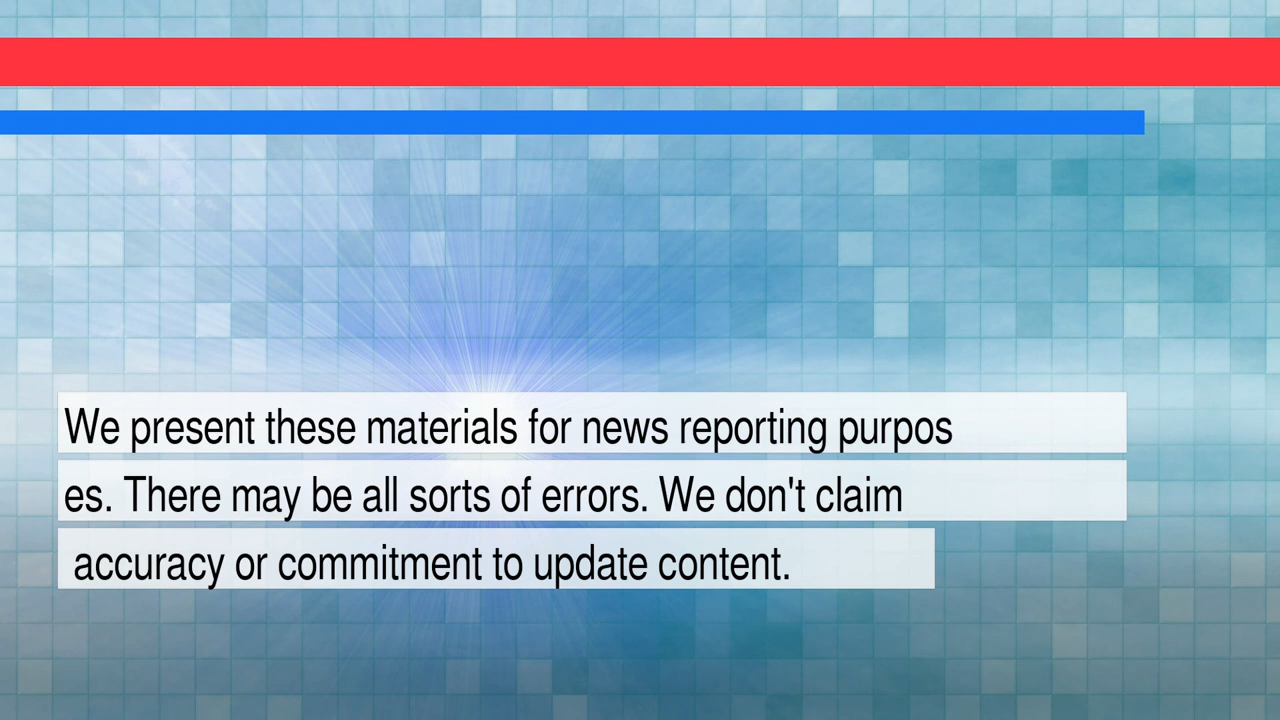 We present these materials for news reporting purpos
es. There may be all sorts of errors. We don't claim
accuracy or commitment to update content.